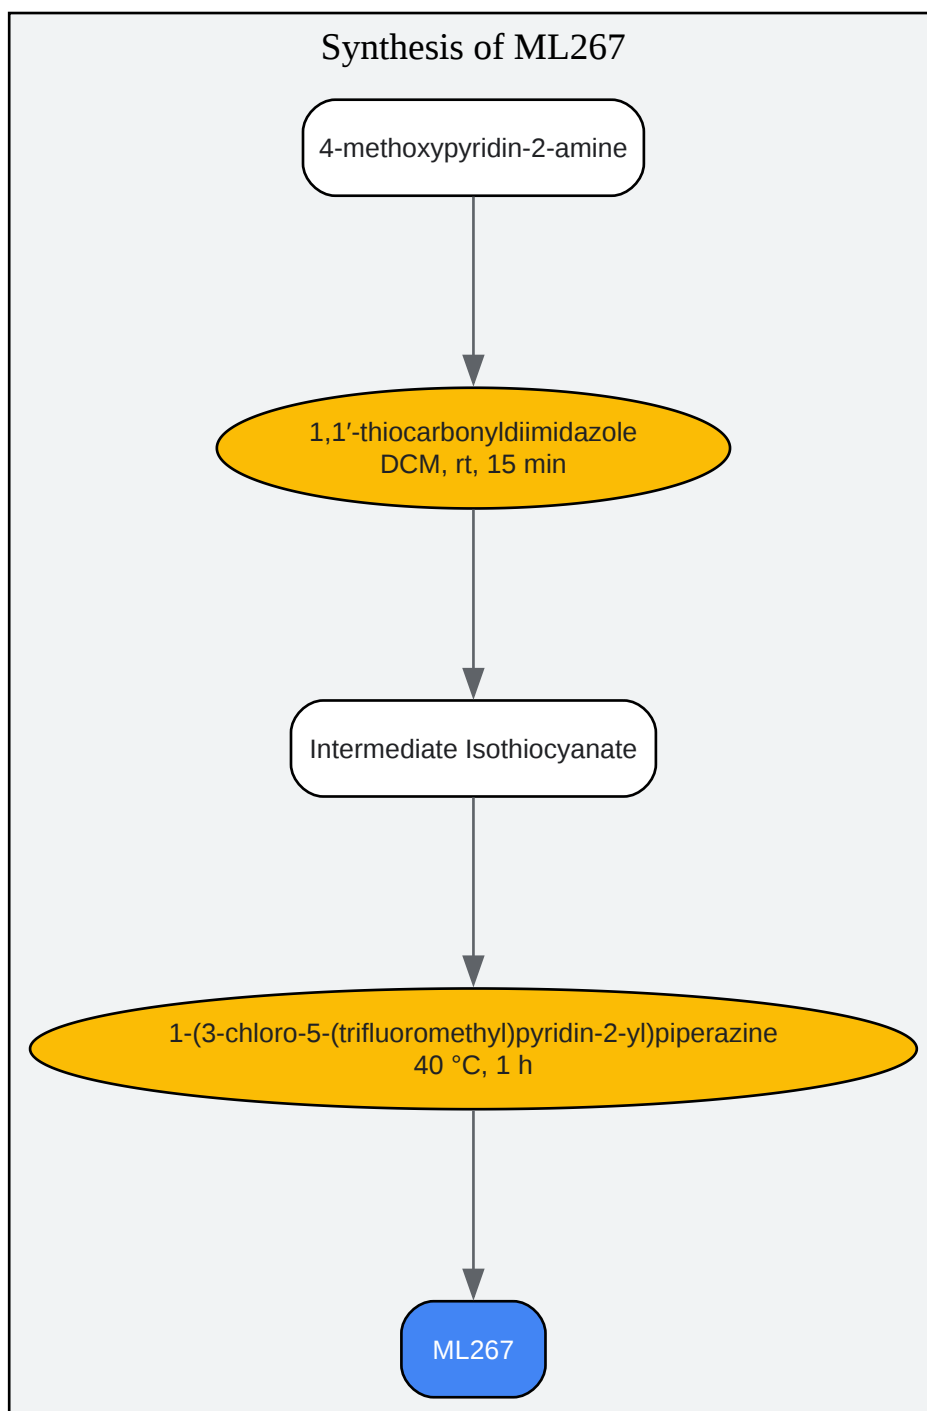 Synthesis of ML267
4-methoxypyridin-2-amine
1,1′-thiocarbonyldiimidazole
DCM, rt, 15 min
Intermediate Isothiocyanate
1-(3-chloro-5-(trifluoromethyl)pyridin-2-yl)piperazine
40 °C, 1 h
ML267